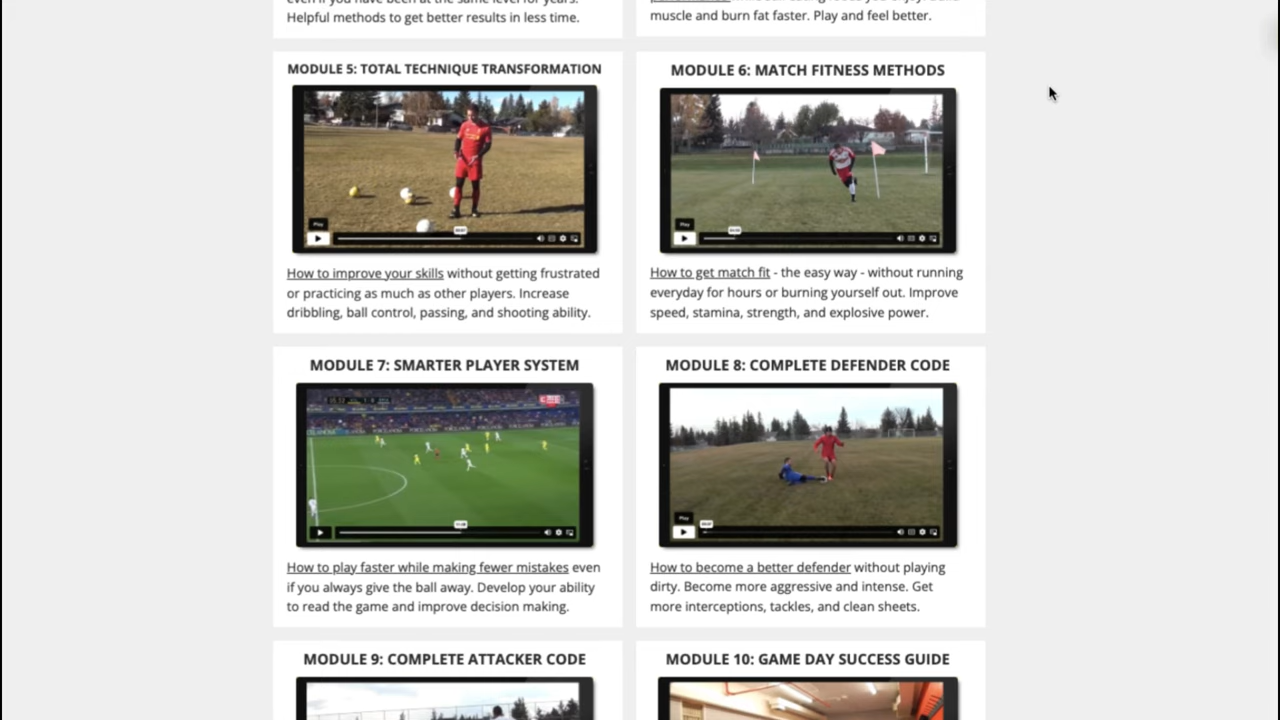 even if you have been at the same level for years.
Helpful methods to get better results in less time.
muscle and burn fat faster. Play and feel better.
MODULE 5: TOTAL TECHNIQUE TRANSFORMATION
Play
How to improve your skills without getting frustrated
or practicing as much as other players. Increase
dribbling, ball control, passing, and shooting ability.
MODULE 6: MATCH FITNESS METHODS
Play
How to get match fit - the easy way - without running
everyday for hours or burning yourself out. Improve
speed, stamina, strength, and explosive power.
MODULE 7: SMARTER PLAYER SYSTEM
How to play faster while making fewer mistakes even
if you always give the ball away. Develop your ability
to read the game and improve decision making.
MODULE 8: COMPLETE DEFENDER CODE
Play
How to become a better defender without playing
dirty. Become more aggressive and intense. Get
more interceptions, tackles, and clean sheets.
MODULE 9: COMPLETE ATTACKER CODE
MODULE 10: GAME DAY SUCCESS GUIDE